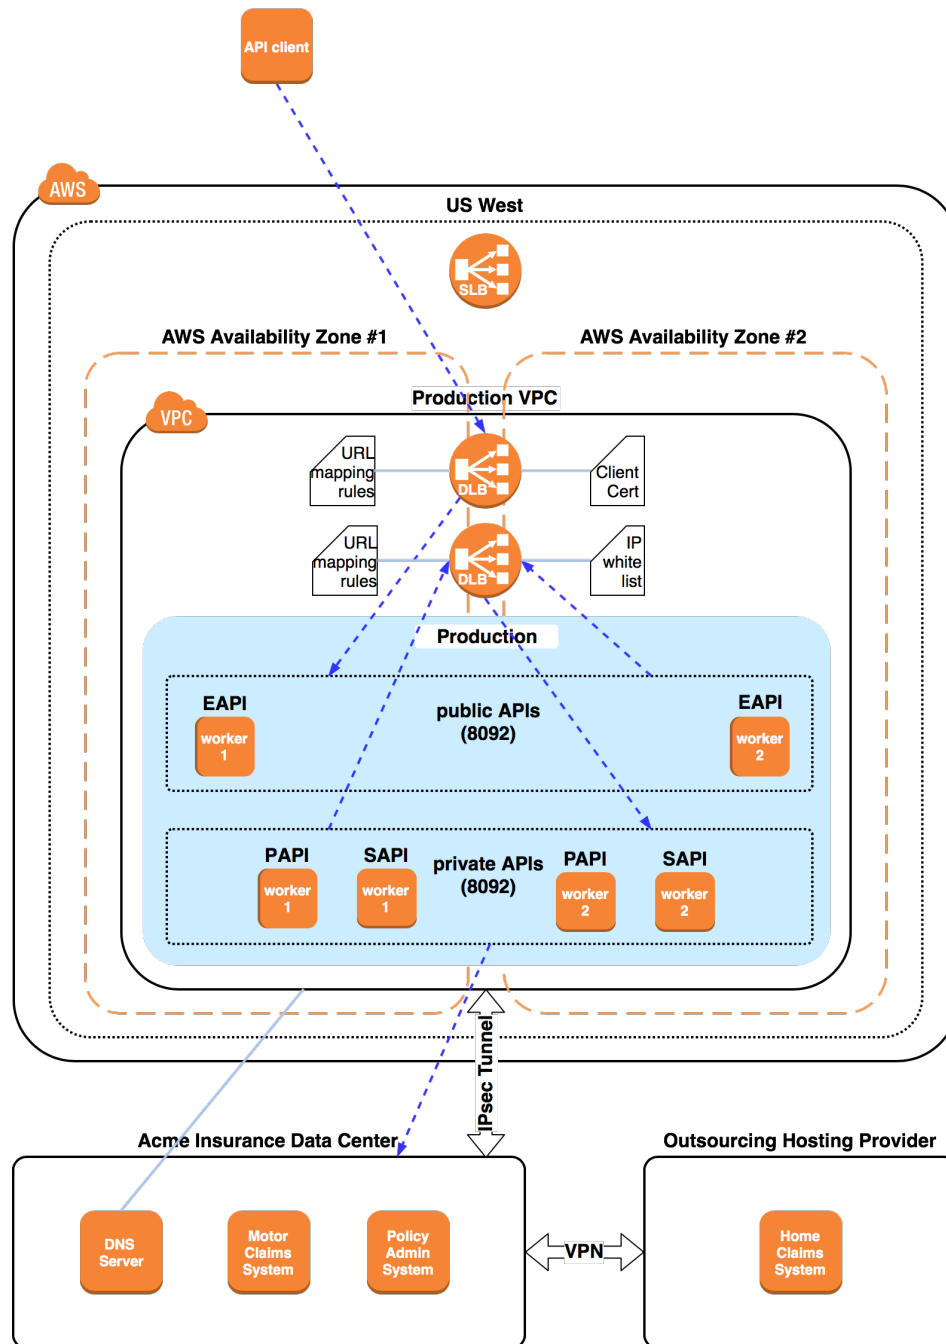 API client
AWS
US West
SLB
AWS Availability Zone #1
AWS Availability Zone #2
Production VPC
VPC
URL
mapping
rules
DLB
Client
Cert
URL
mapping
rules
DLB
IP
white
list
Production
EAPI
worker
1
public APIs
(8092)
EAPI
worker
2
PAPI
worker
1
SAPI
worker
1
private APIs
(8092)
PAPI
worker
2
SAPI
worker
2
IPsec Tunnel
Acme Insurance Data Center
Outsourcing Hosting Provider
DNS
Server
Motor
Claims
System
Policy
Admin
System
VPN
Home
Claims
System